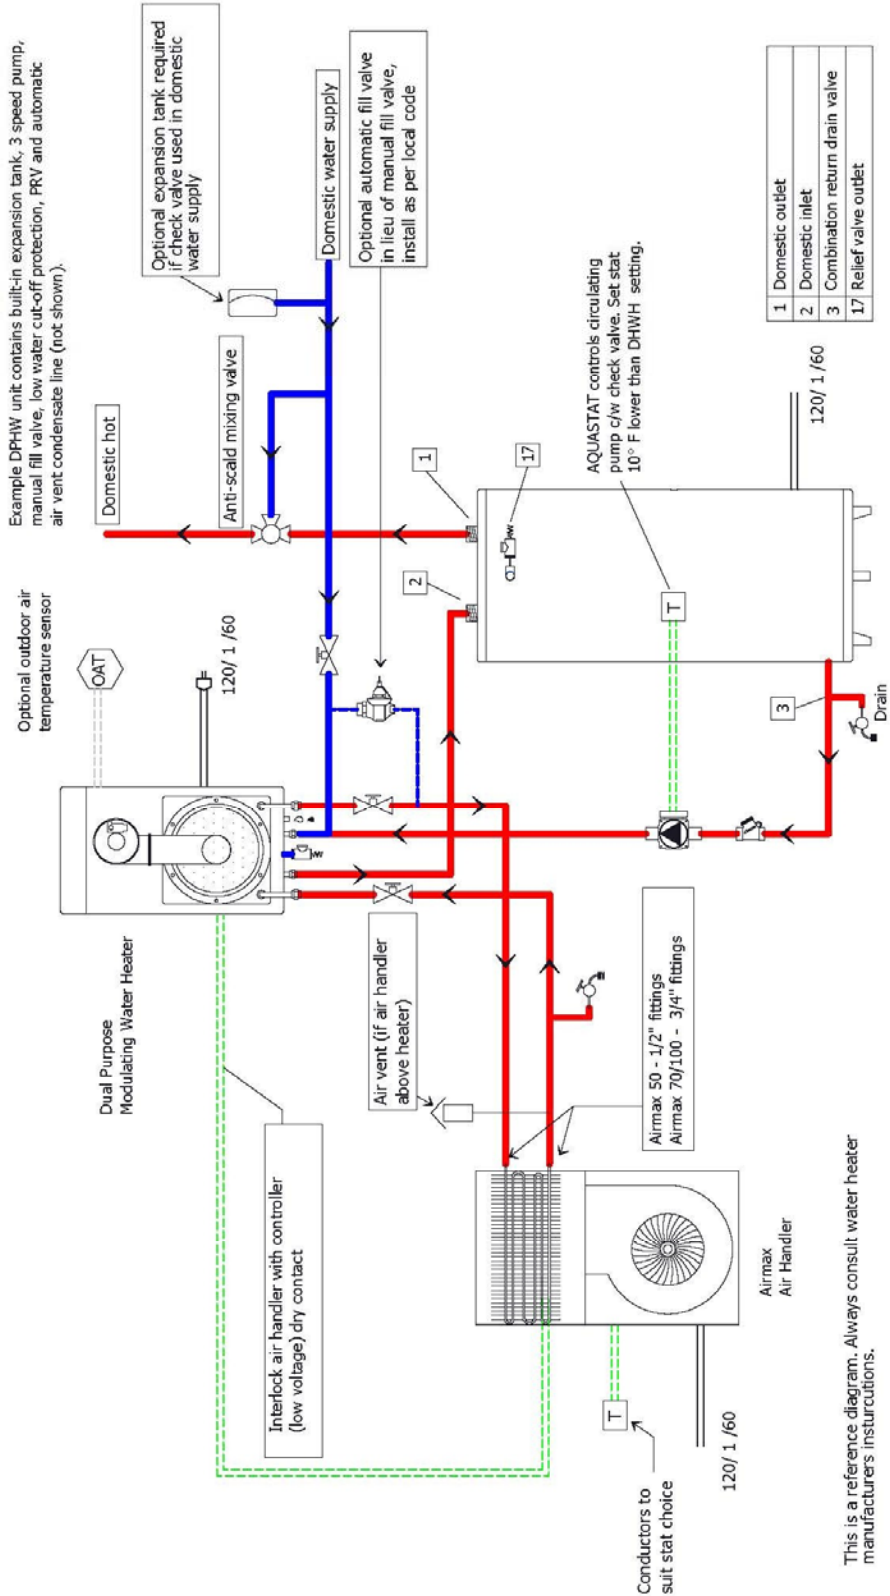 Example DPHW unit contains built-in expansion tank, 3 speed pump,
manual fill valve, low water cut-off protection, PRV and automatic
air vent condensate line (not shown).
Optional outdoor air
temperature sensor
OAT
120/ 1 /60
Dual Purpose
Modulating Water Heater
Domestic hot
Anti-scald mixing valve
Optional expansion tank required
if check valve used in domestic
water supply
Domestic water supply
Optional automatic fill valve
in lieu of manual fill valve,
install as per local code
Interlock air handler with controller
(low voltage) dry contact
Air vent (if air handler
above heater)
Airmax 50 - 1/2" fittings
Airmax 70/100 - 3/4" fittings
1
2
17
T
AQUASTAT controls circulating
pump c/w check valve. Set stat
10° F lower than DHWH setting.
120/ 1 /60
3
Drain
T
Conductors to
suit stat choice
120/ 1 /60
Airmax
Air Handler
1 Domestic outlet
2 Domestic inlet
3 Combination return drain valve
17 Relief valve outlet
This is a reference diagram. Always consult water heater
manufacturers insturcutions.